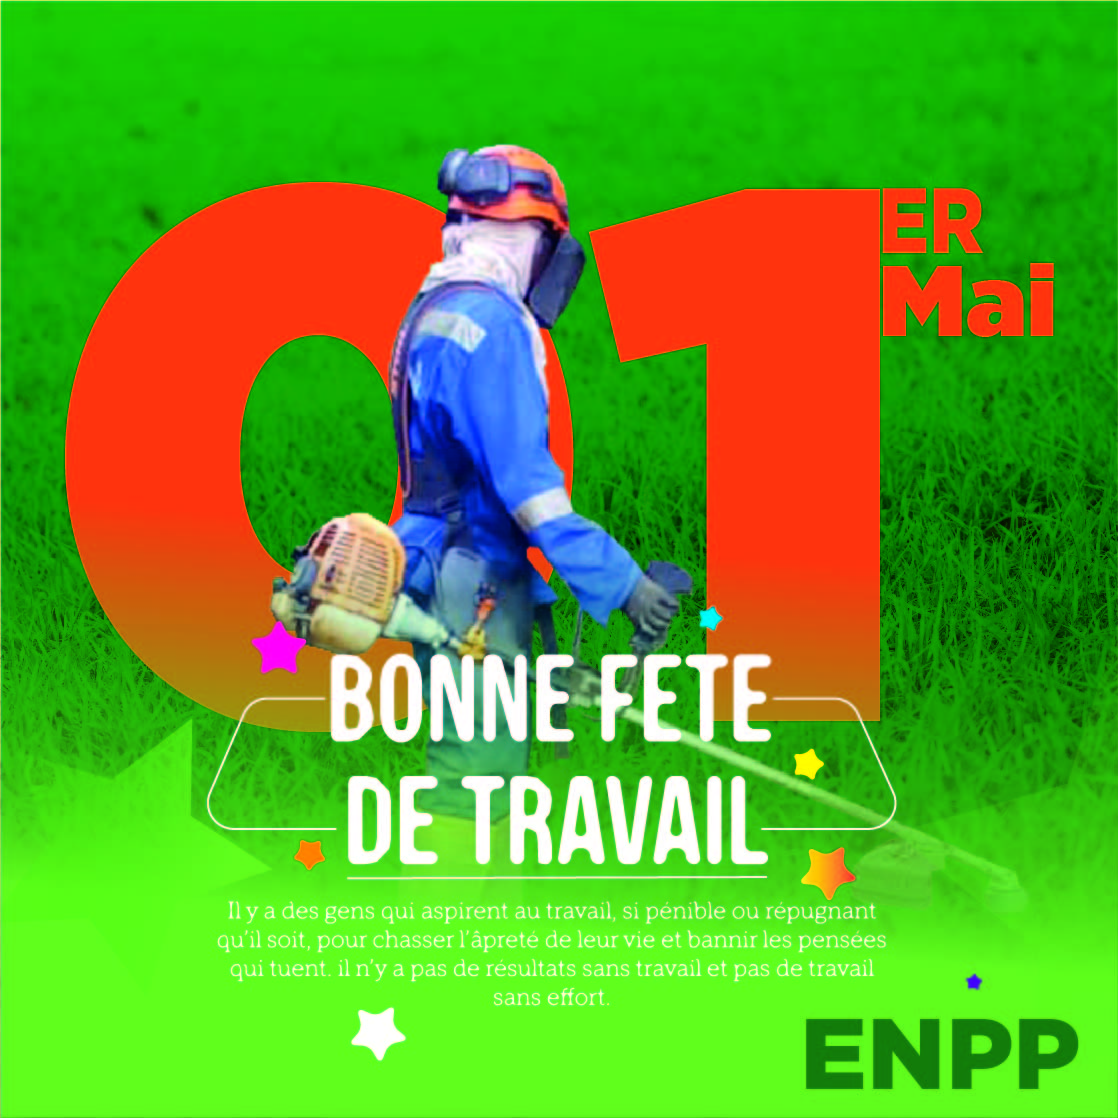 01
ER
Mai
BONNE FETE
DE TRAVAIL
Il y a des gens qui aspirent au travail, si pénible ou répugnant
qu’il soit, pour chasser l’âpreté de leur vie et bannir les pensées
qui tuent. il n’y a pas de résultats sans travail et pas de travail
sans effort.
ENPP